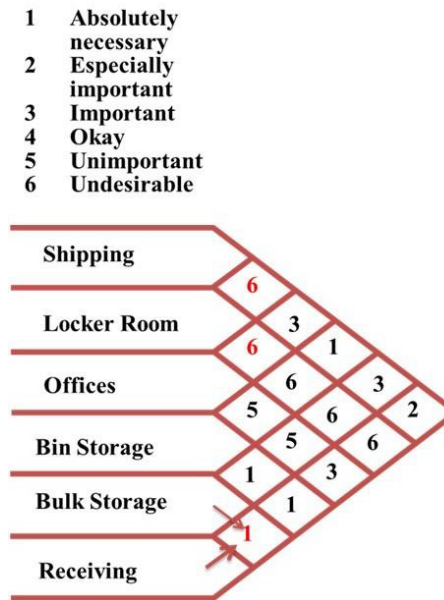 1 Absolutely
necessary
2 Especially
important
3 Important
4 Okay
5 Unimportant
6 Undesirable
Shipping
6
3
Locker Room
1
6
6
3
Offices
5
6
2
5
6
Bin Storage
1
3
Bulk Storage
1
1
Receiving